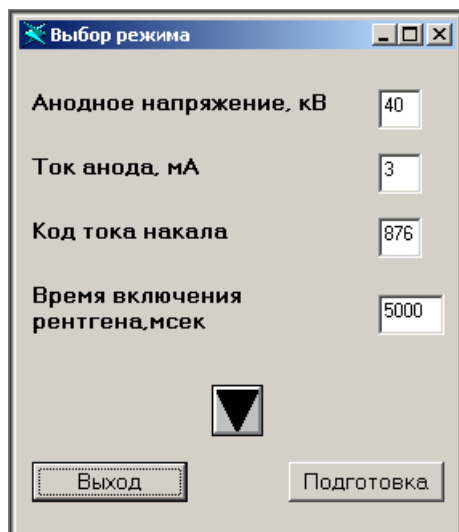 Выбор режима
Анодное напряжение, кВ 40
Ток анода, мА 3
Код тока накала 876
Время включения
рентгена,мсек 5000
Выход Подготовка